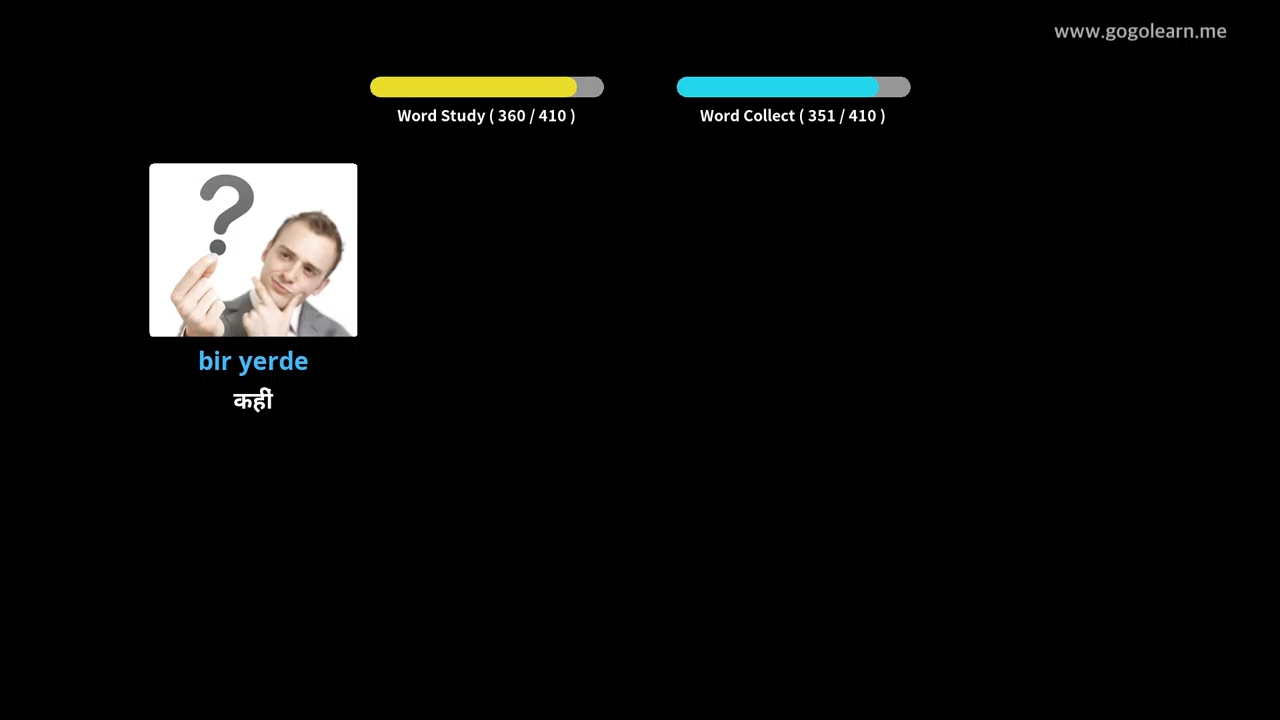 www.gogolearn.me
Word Study ( 360 / 410 )
Word Collect ( 351 / 410 )
bir yerde
कहीं